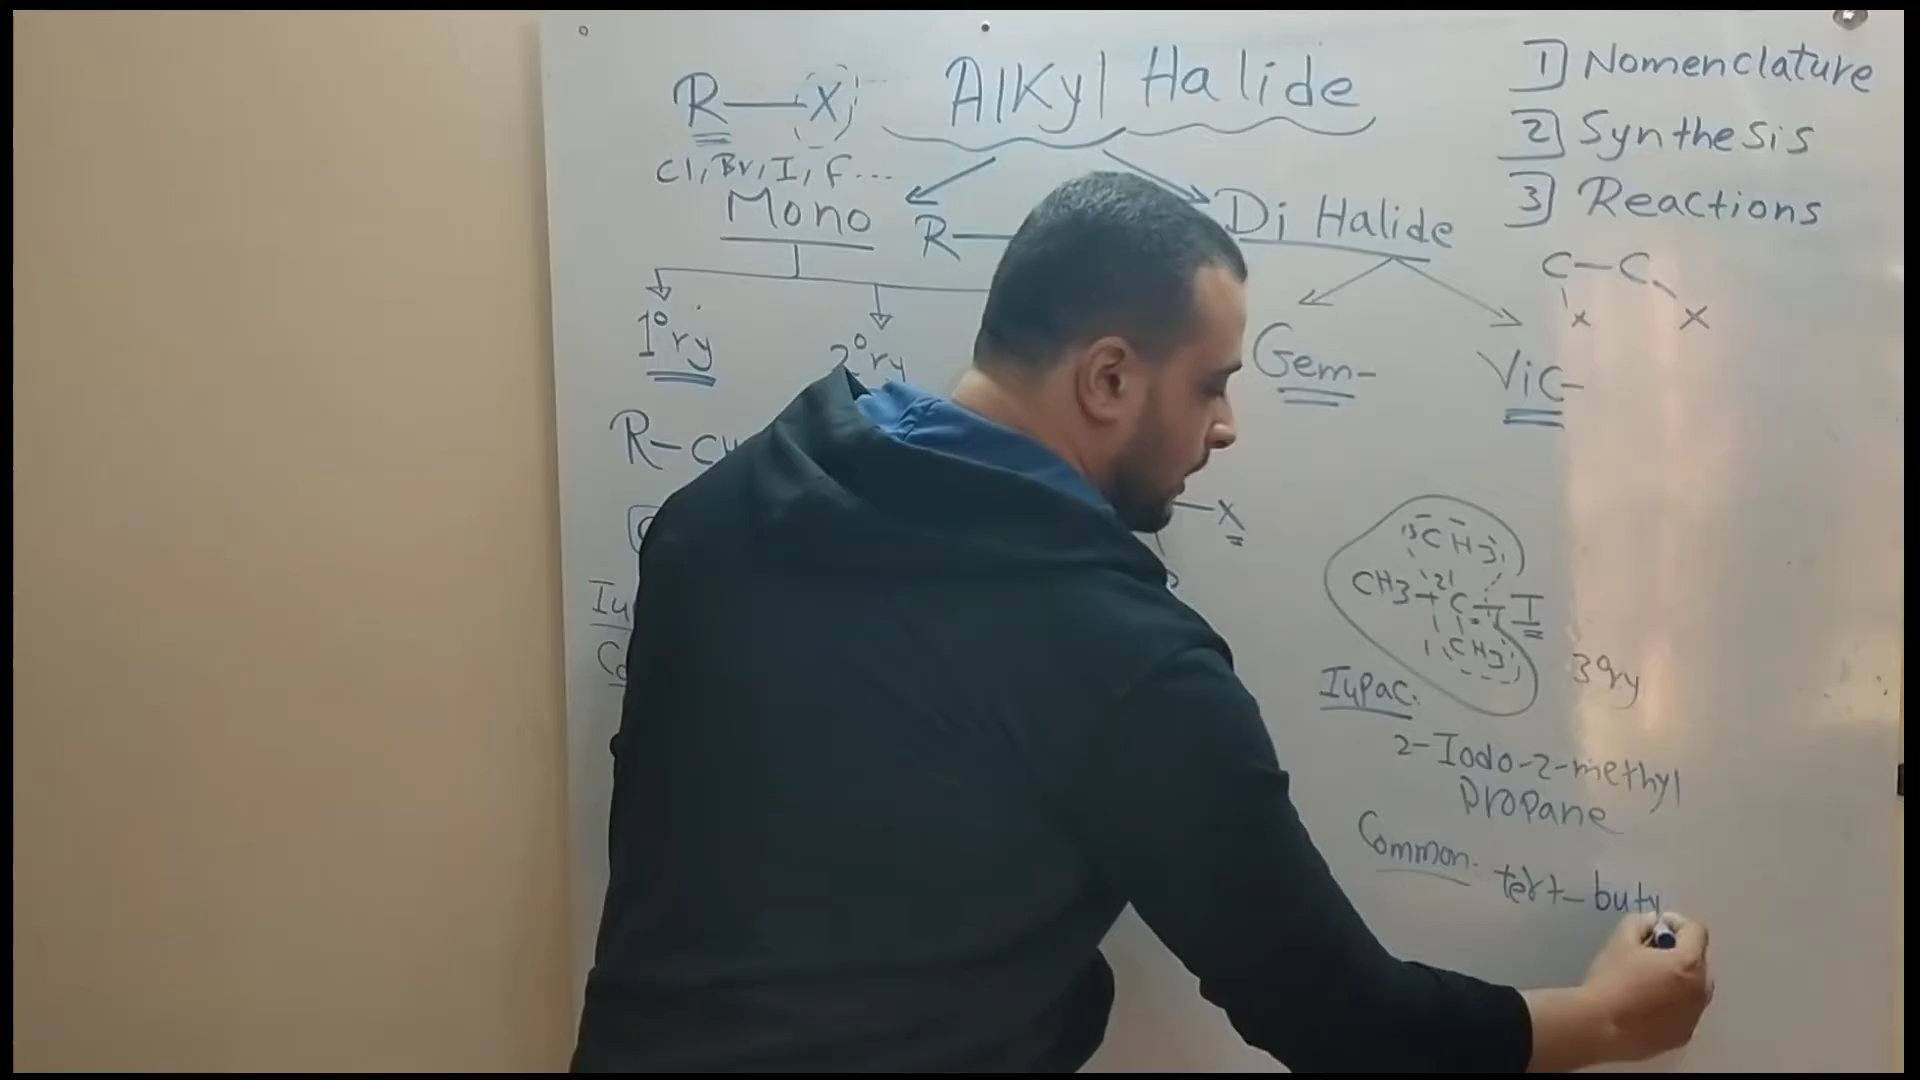 R—X
Alkyl Halide
Cl, Br, I, F...
Mono
R—
Di Halide
1°ry
2°ry
Gem-
Vic-
R-CH
—X
1] Nomenclature
2] Synthesis
3] Reactions
C—C
X X
CH3
CH3-C-I
CH3
3°ry
Iupac:
2-Iodo-2-methyl
Propane
Common: tert-buty